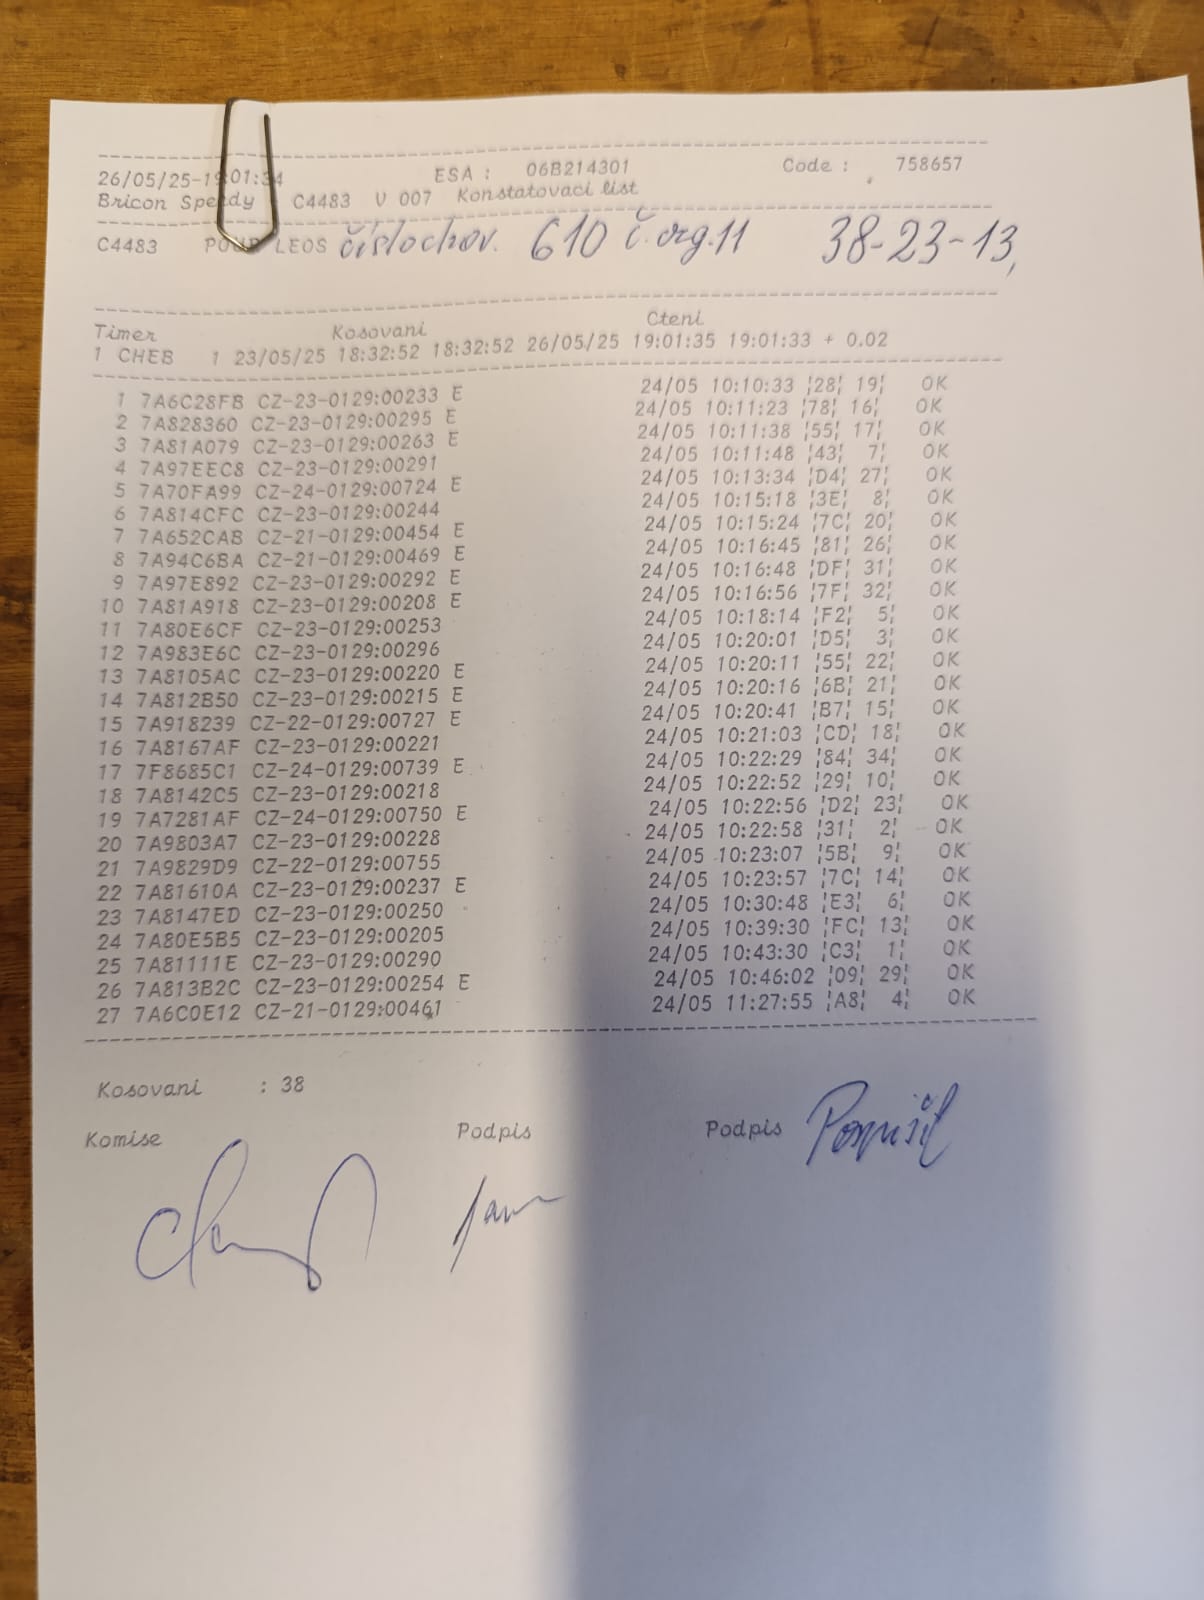 26/05/25-19:01:34 ESA : 06B214301 Code : 758657
Bricon Speedy C4483 V 007 Konstatovaci list
C4483 LEOS číslo chov. 610 č. org. 11 38-23-13,
Timer Kosovani Cteni
1 CHEB 1 23/05/25 18:32:52 18:32:52 26/05/25 19:01:35 19:01:33 + 0.02
1 7A6C28FB CZ-23-0129:00233 E 24/05 10:10:33 ¦28¦ 19¦ OK
2 7A828360 CZ-23-0129:00295 E 24/05 10:11:23 ¦78¦ 16¦ OK
3 7A81A079 CZ-23-0129:00263 E 24/05 10:11:38 ¦55¦ 17¦ OK
4 7A97EEC8 CZ-23-0129:00291 24/05 10:11:48 ¦43¦ 7¦ OK
5 7A70FA99 CZ-24-0129:00724 E 24/05 10:13:34 ¦D4¦ 27¦ OK
6 7A814CFC CZ-23-0129:00244 24/05 10:15:18 ¦3E¦ 8¦ OK
7 7A652CAB CZ-21-0129:00454 E 24/05 10:15:24 ¦7C¦ 20¦ OK
8 7A94C6BA CZ-21-0129:00469 E 24/05 10:16:45 ¦81¦ 26¦ OK
9 7A97E892 CZ-23-0129:00292 E 24/05 10:16:48 ¦DF¦ 31¦ OK
10 7A81A918 CZ-23-0129:00208 E 24/05 10:16:56 ¦7F¦ 32¦ OK
11 7A80E6CF CZ-23-0129:00253 24/05 10:18:14 ¦F2¦ 5¦ OK
12 7A983E6C CZ-23-0129:00296 24/05 10:20:01 ¦D5¦ 3¦ OK
13 7A8105AC CZ-23-0129:00220 E 24/05 10:20:11 ¦55¦ 22¦ OK
14 7A812B50 CZ-23-0129:00215 E 24/05 10:20:16 ¦6B¦ 21¦ OK
15 7A918239 CZ-22-0129:00727 E 24/05 10:20:41 ¦B7¦ 15¦ OK
16 7A8167AF CZ-23-0129:00221 24/05 10:21:03 ¦CD¦ 18¦ OK
17 7F8685C1 CZ-24-0129:00739 E 24/05 10:22:29 ¦84¦ 34¦ OK
18 7A8142C5 CZ-23-0129:00218 24/05 10:22:52 ¦29¦ 10¦ OK
19 7A7281AF CZ-24-0129:00750 E 24/05 10:22:56 ¦D2¦ 23¦ OK
20 7A9803A7 CZ-23-0129:00228 24/05 10:22:58 ¦31¦ 2¦ OK
21 7A9829D9 CZ-22-0129:00755 24/05 10:23:07 ¦5B¦ 9¦ OK
22 7A81610A CZ-23-0129:00237 E 24/05 10:23:57 ¦7C¦ 14¦ OK
23 7A8147ED CZ-23-0129:00250 24/05 10:30:48 ¦E3¦ 6¦ OK
24 7A80E5B5 CZ-23-0129:00205 24/05 10:39:30 ¦FC¦ 13¦ OK
25 7A81111E CZ-23-0129:00290 24/05 10:43:30 ¦C3¦ 1¦ OK
26 7A813B2C CZ-23-0129:00254 E 24/05 10:46:02 ¦09¦ 29¦ OK
27 7A6C0E12 CZ-21-0129:00461 24/05 11:27:55 ¦A8¦ 4¦ OK
Kosovani : 38
Komise Podpis Podpis Pospíšil